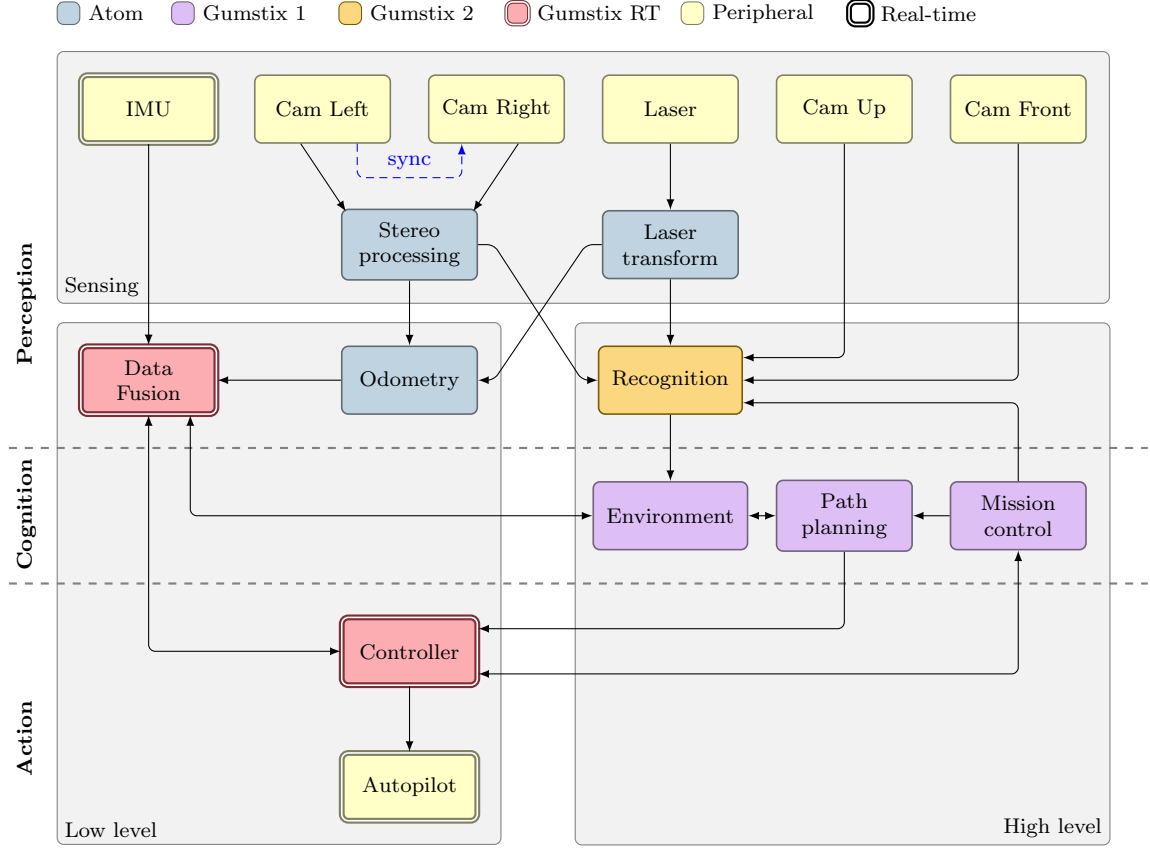 Atom
Gumstix 1
Gumstix 2
Gumstix RT
Peripheral
Real-time
IMU
Cam Left
Cam Right
Laser
Cam Up
Cam Front
sync
Stereo
processing
Laser
transform
Sensing
Perception
Data
Fusion
Odometry
Recognition
Cognition
Environment
Path
planning
Mission
control
Action
Controller
Autopilot
Low level
High level